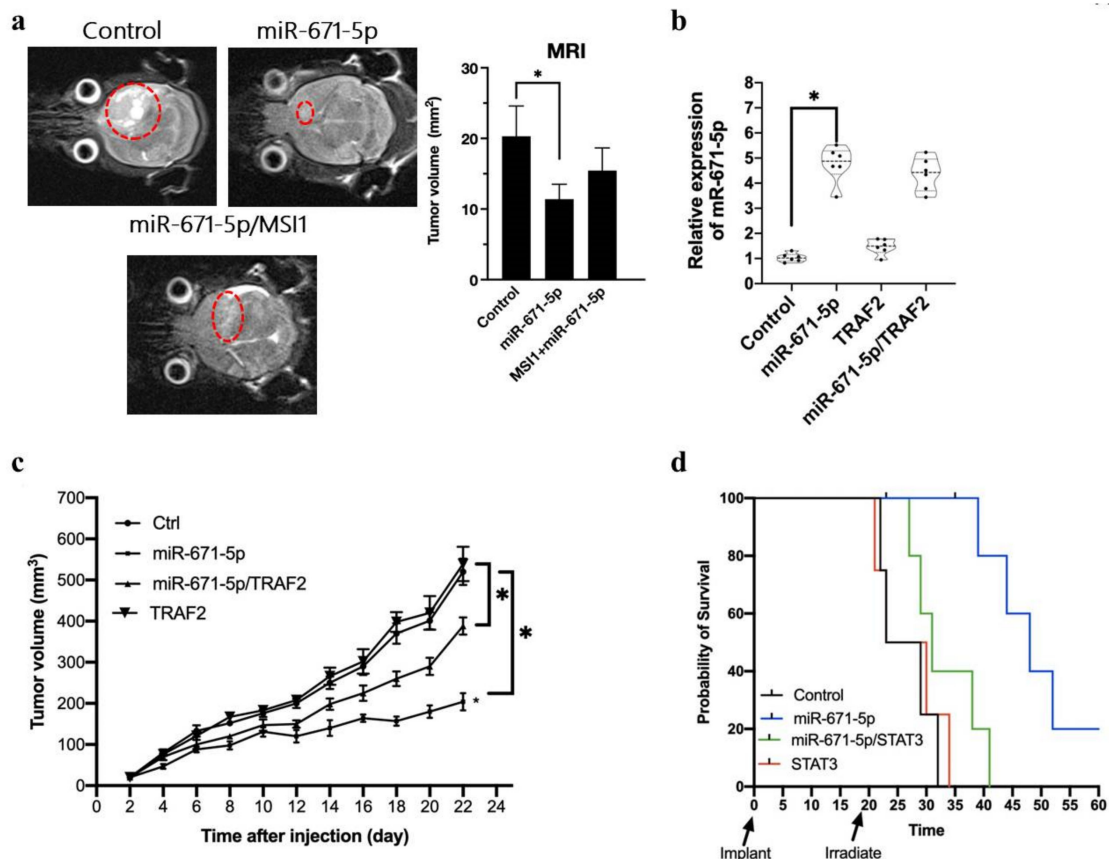 a
Control
miR-671-5p
miR-671-5p/MSI1
MRI
Tumor volume (mm²)
30
20
10
0
*
Control
miR-671-5p
MSI1+miR-671-5p
b
Relative expression
of mR-671-5p
8
7
6
5
4
3
2
1
0
*
Control
miR-671-5p
TRAF2
miR-671-5p/TRAF2
c
Tumor volume (mm³)
700
600
500
400
300
200
100
0
Ctrl
miR-671-5p
miR-671-5p/TRAF2
TRAF2
*
*
*
0 2 4 6 8 10 12 14 16 18 20 22 24
Time after injection (day)
d
Probability of Survival
100
80
60
40
20
0
Control
miR-671-5p
miR-671-5p/STAT3
STAT3
0 5 10 15 20 25 30 35 40 45 50 55 60
Time
Implant
Irradiate